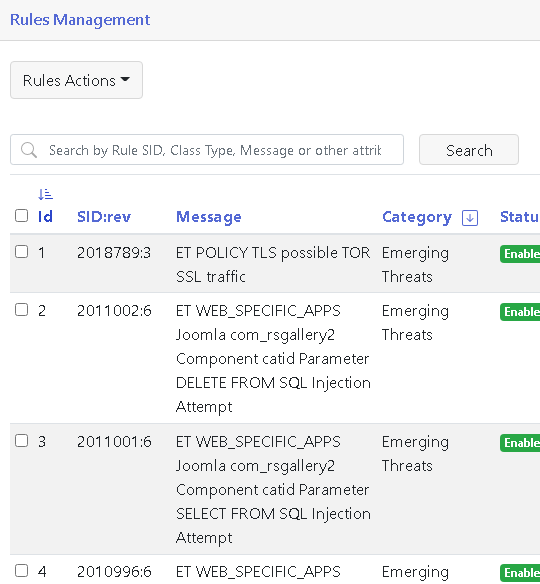 Rules Management
Rules Actions
Search by Rule SID, Class Type, Message or other attrib
Search
Id SID:rev Message Category Statu
1 2018789:3 ET POLICY TLS possible TOR Emerging Enable
SSL traffic Threats
2 2011002:6 ET WEB_SPECIFIC_APPS Emerging Enable
Joomla com_rsgallery2 Threats
Component catid Parameter
DELETE FROM SQL Injection
Attempt
3 2011001:6 ET WEB_SPECIFIC_APPS Emerging Enable
Joomla com_rsgallery2 Threats
Component catid Parameter
SELECT FROM SQL Injection
Attempt
4 2010996:6 ET WEB_SPECIFIC_APPS Emerging Enable